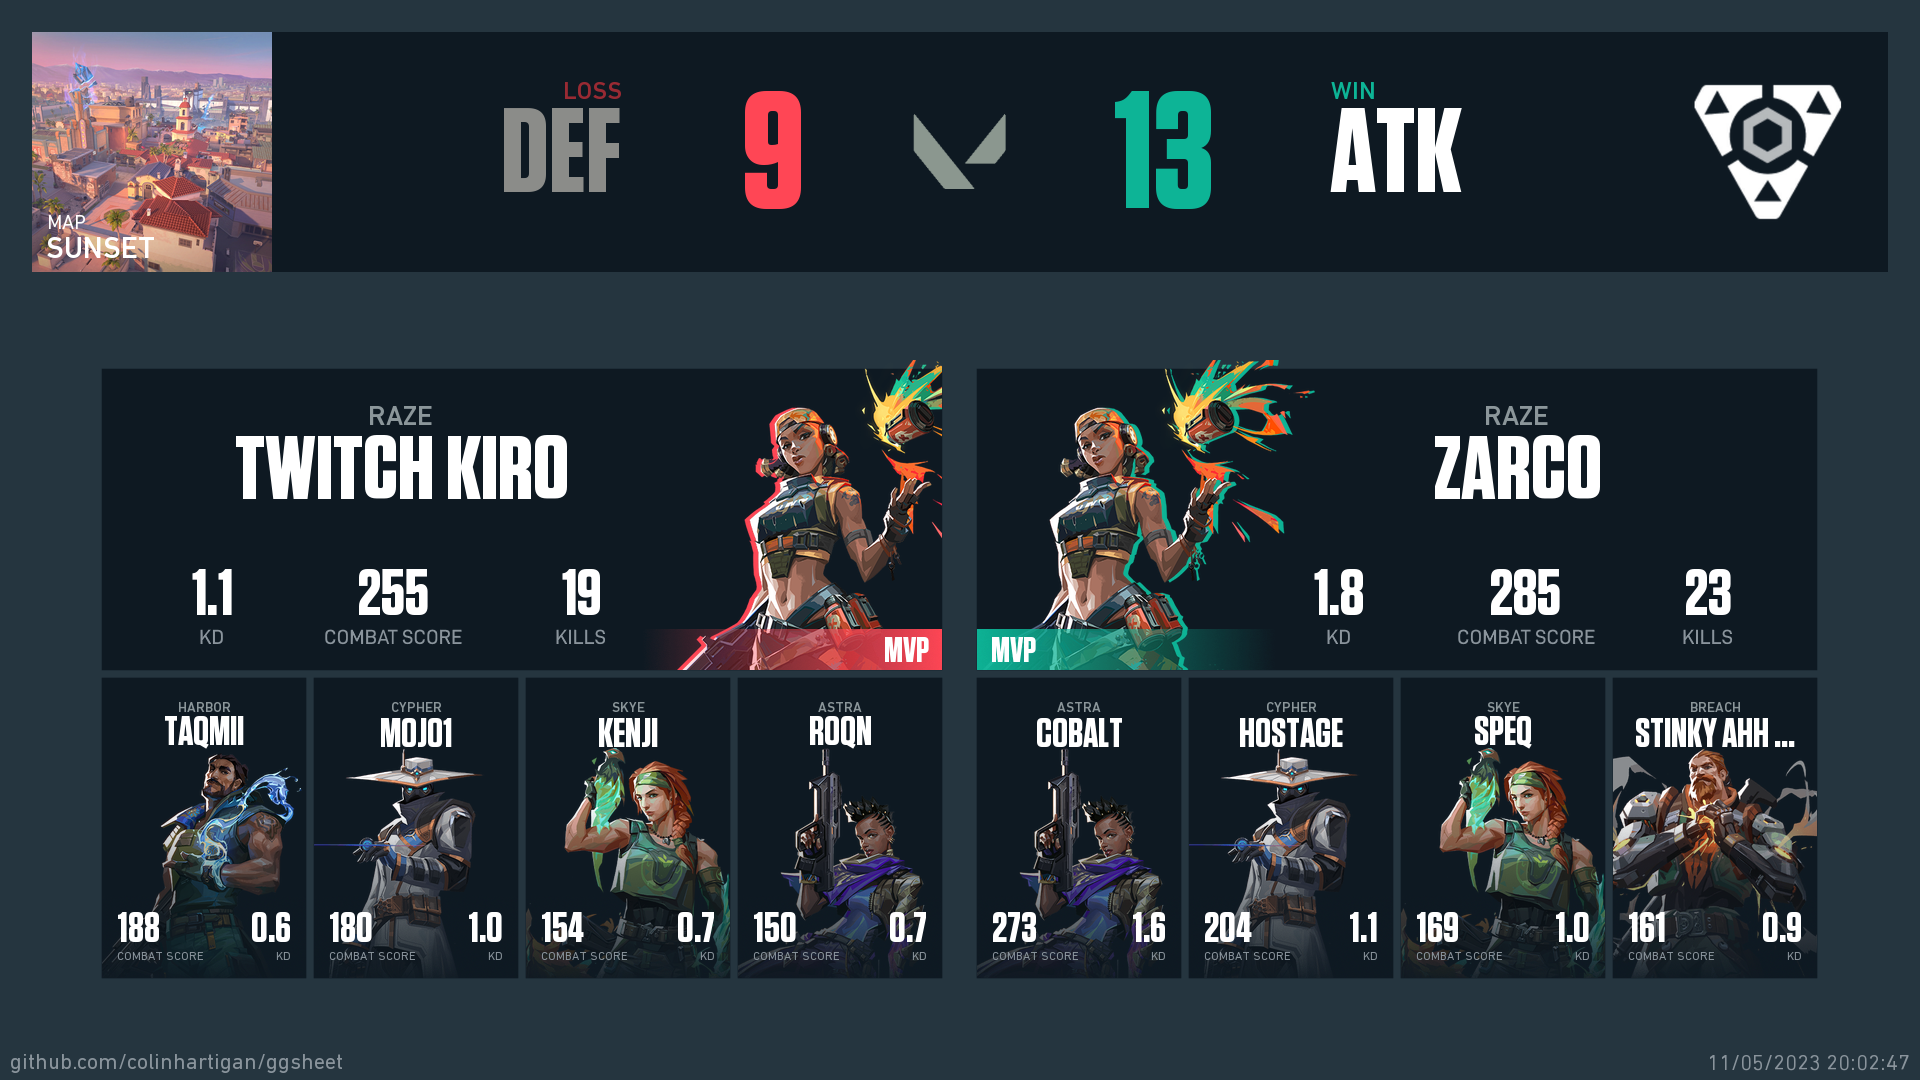 MAP
SUNSET
LOSS
DEF
9
13
WIN
ATK
RAZE
TWITCH KIRO
1.1
KD
255
COMBAT SCORE
19
KILLS
MVP
RAZE
ZARCO
1.8
KD
285
COMBAT SCORE
23
KILLS
MVP
HARBOR
TAQMII
188
COMBAT SCORE
0.6
KD
CYPHER
MOJO1
180
COMBAT SCORE
1.0
KD
SKYE
KENJI
154
COMBAT SCORE
0.7
KD
ASTRA
ROQN
150
COMBAT SCORE
0.7
KD
ASTRA
COBALT
273
COMBAT SCORE
1.6
KD
CYPHER
HOSTAGE
204
COMBAT SCORE
1.1
KD
SKYE
SPEQ
169
COMBAT SCORE
1.0
KD
BREACH
STINKY AHH ...
161
COMBAT SCORE
0.9
KD
github.com/colinhartigan/ggsheet
11/05/2023 20:02:47